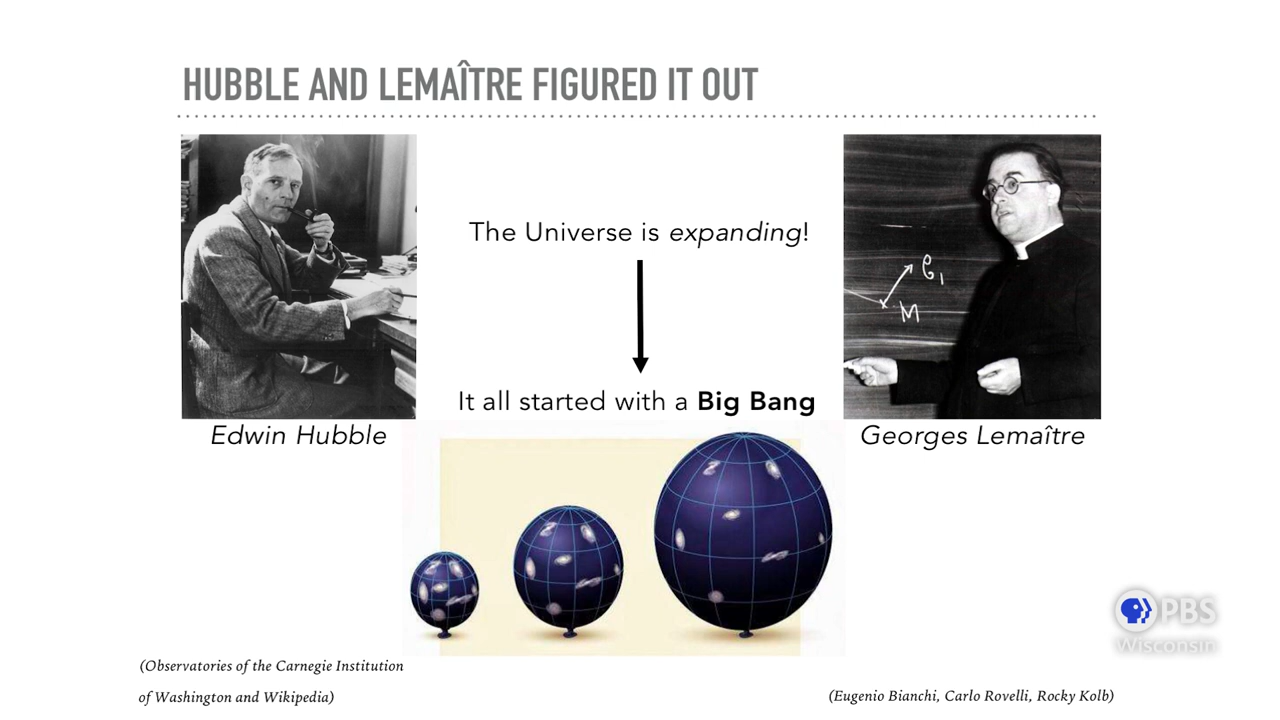 HUBBLE AND LEMAÎTRE FIGURED IT OUT
The Universe is expanding!
e₁
M
It all started with a Big Bang
Edwin Hubble
Georges Lemaître
PBS
Wisconsin
(Observatories of the Carnegie Institution
of Washington and Wikipedia)
(Eugenio Bianchi, Carlo Rovelli, Rocky Kolb)